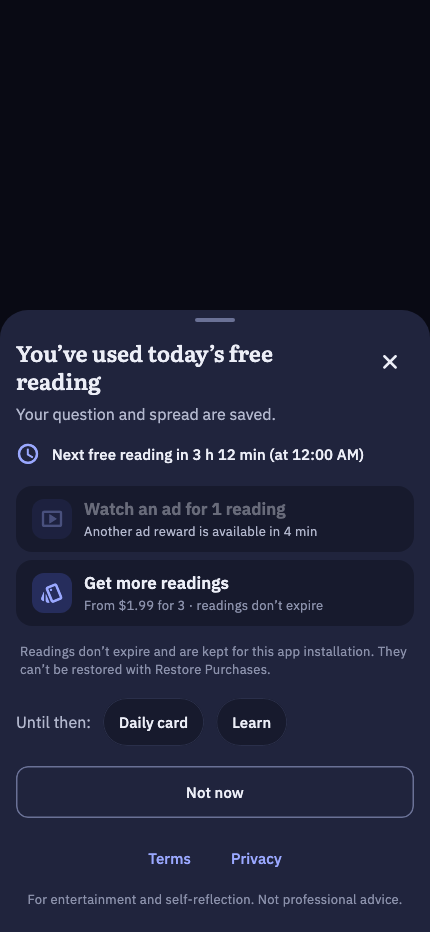 You’ve used today’s free
reading
Your question and spread are saved.
Next free reading in 3 h 12 min (at 12:00 AM)
Watch an ad for 1 reading
Another ad reward is available in 4 min
Get more readings
From $1.99 for 3 · readings don’t expire
Readings don’t expire and are kept for this app installation. They
can’t be restored with Restore Purchases.
Until then: Daily card Learn
Not now
Terms Privacy
For entertainment and self-reflection. Not professional advice.